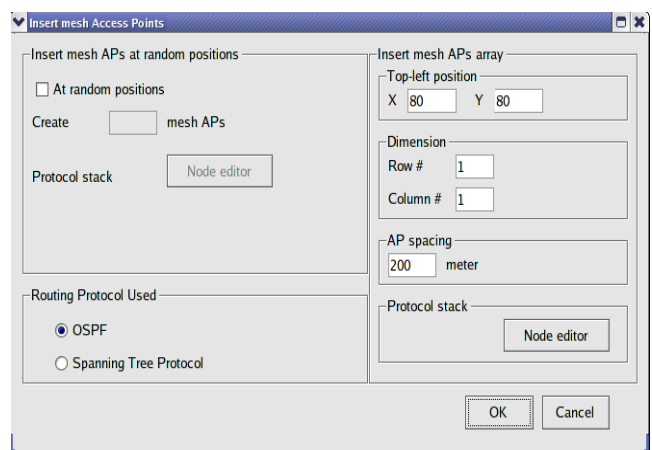 Insert mesh Access Points
Insert mesh APs at random positions
At random positions
Create mesh APs
Protocol stack Node editor
Routing Protocol Used
OSPF
Spanning Tree Protocol
Insert mesh APs array
Top-left position
X 80 Y 80
Dimension
Row # 1
Column # 1
AP spacing
200 meter
Protocol stack
Node editor
OK Cancel